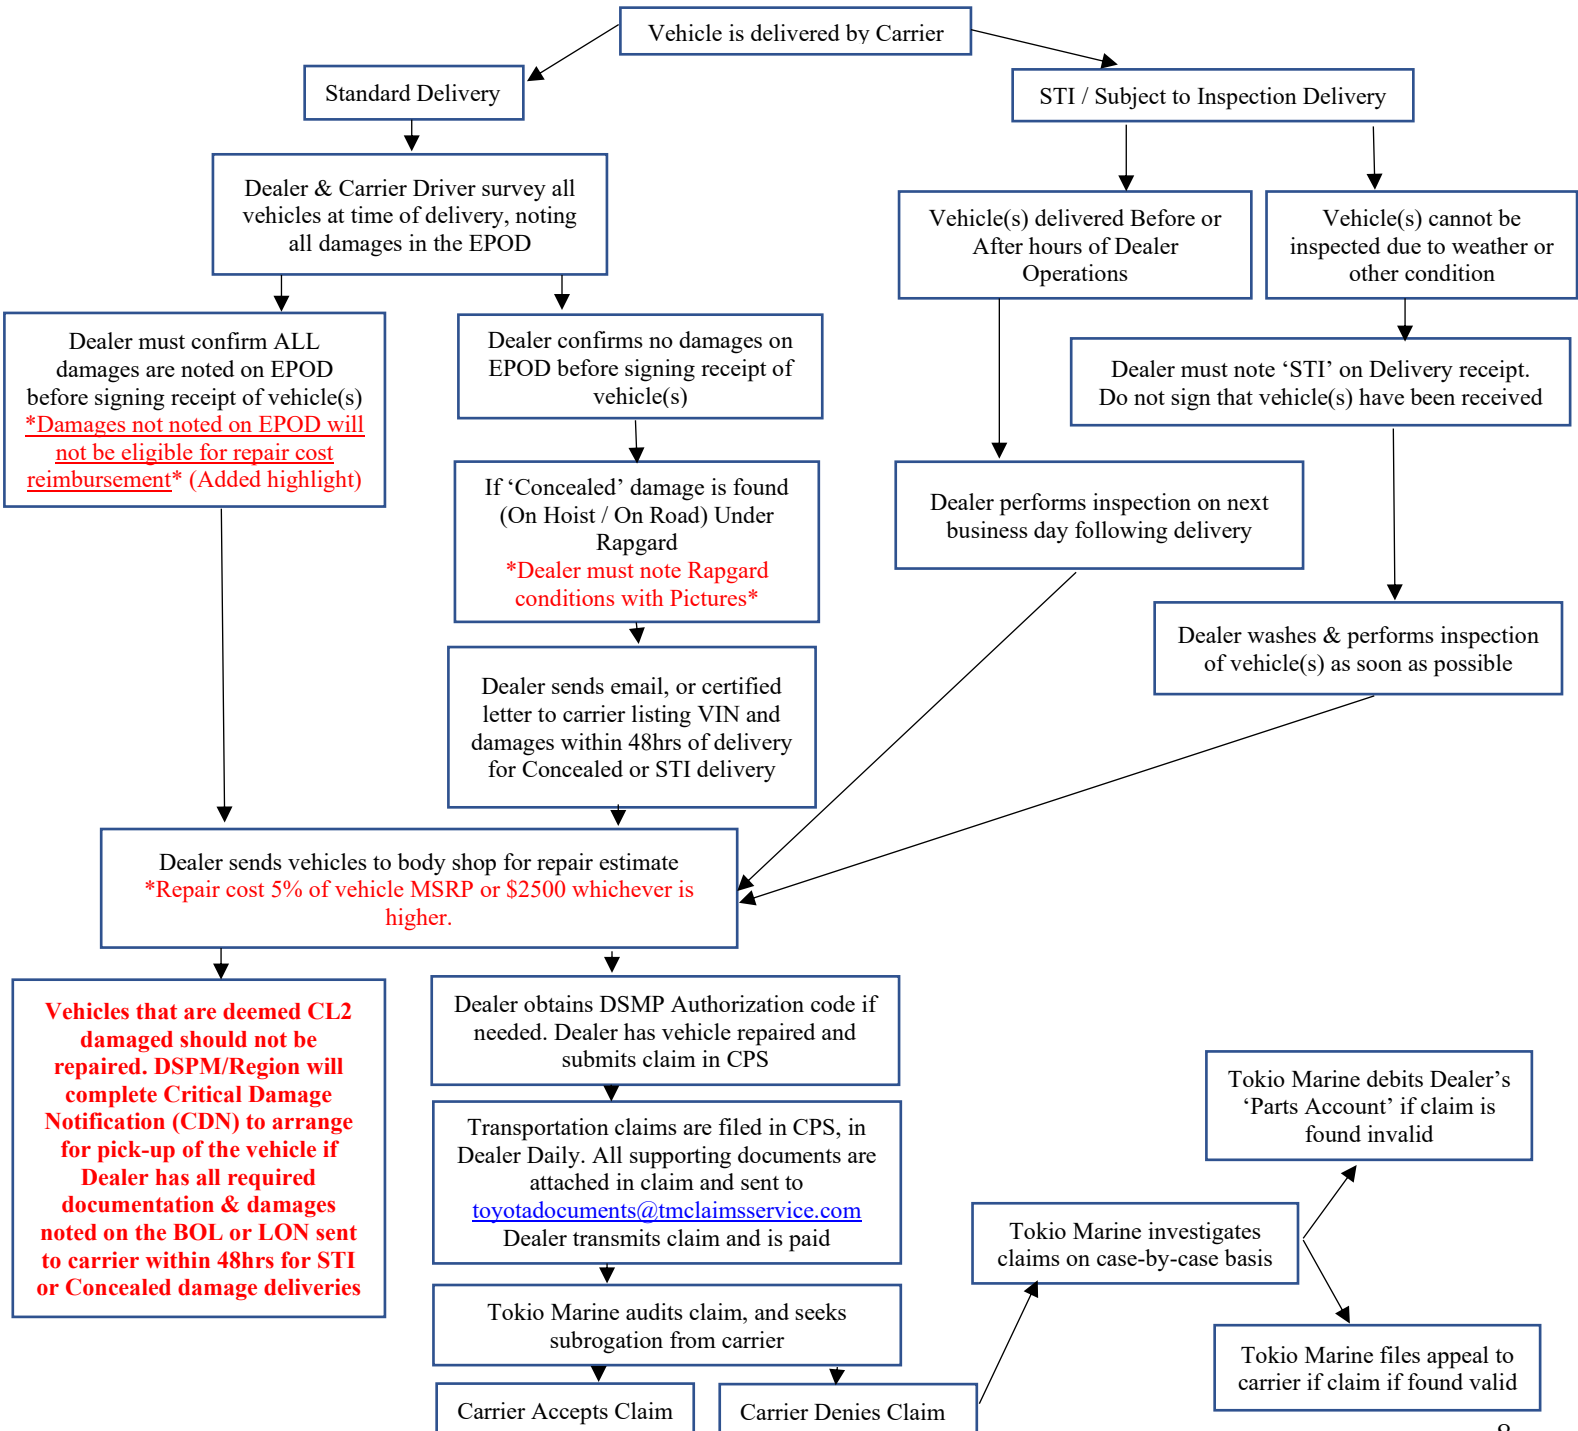 Vehicle is delivered by Carrier
Standard Delivery
STI / Subject to Inspection Delivery
Dealer & Carrier Driver survey all
vehicles at time of delivery, noting
all damages in the EPOD
Vehicle(s) delivered Before or
After hours of Dealer
Operations
Vehicle(s) cannot be
inspected due to weather or
other condition
Dealer must confirm ALL
damages are noted on EPOD
before signing receipt of vehicle(s)
*Damages not noted on EPOD will
not be eligible for repair cost
reimbursement* (Added highlight)
Dealer confirms no damages on
EPOD before signing receipt of
vehicle(s)
Dealer must note ‘STI’ on Delivery receipt.
Do not sign that vehicle(s) have been received
If ‘Concealed’ damage is found
(On Hoist / On Road) Under
Rapgard
*Dealer must note Rapgard
conditions with Pictures*
Dealer performs inspection on next
business day following delivery
Dealer washes & performs inspection
of vehicle(s) as soon as possible
Dealer sends email, or certified
letter to carrier listing VIN and
damages within 48hrs of delivery
for Concealed or STI delivery
Dealer sends vehicles to body shop for repair estimate
*Repair cost 5% of vehicle MSRP or $2500 whichever is
higher.
Vehicles that are deemed CL2
damaged should not be
repaired. DSPM/Region will
complete Critical Damage
Notification (CDN) to arrange
for pick-up of the vehicle if
Dealer has all required
documentation & damages
noted on the BOL or LON sent
to carrier within 48hrs for STI
or Concealed damage deliveries
Dealer obtains DSMP Authorization code if
needed. Dealer has vehicle repaired and
submits claim in CPS
Transportation claims are filed in CPS, in
Dealer Daily. All supporting documents are
attached in claim and sent to
toyotadocuments@tmclaimsservice.com
Dealer transmits claim and is paid
Tokio Marine audits claim, and seeks
subrogation from carrier
Carrier Accepts Claim
Carrier Denies Claim
Tokio Marine investigates
claims on case-by-case basis
Tokio Marine debits Dealer’s
‘Parts Account’ if claim is
found invalid
Tokio Marine files appeal to
carrier if claim if found valid
8